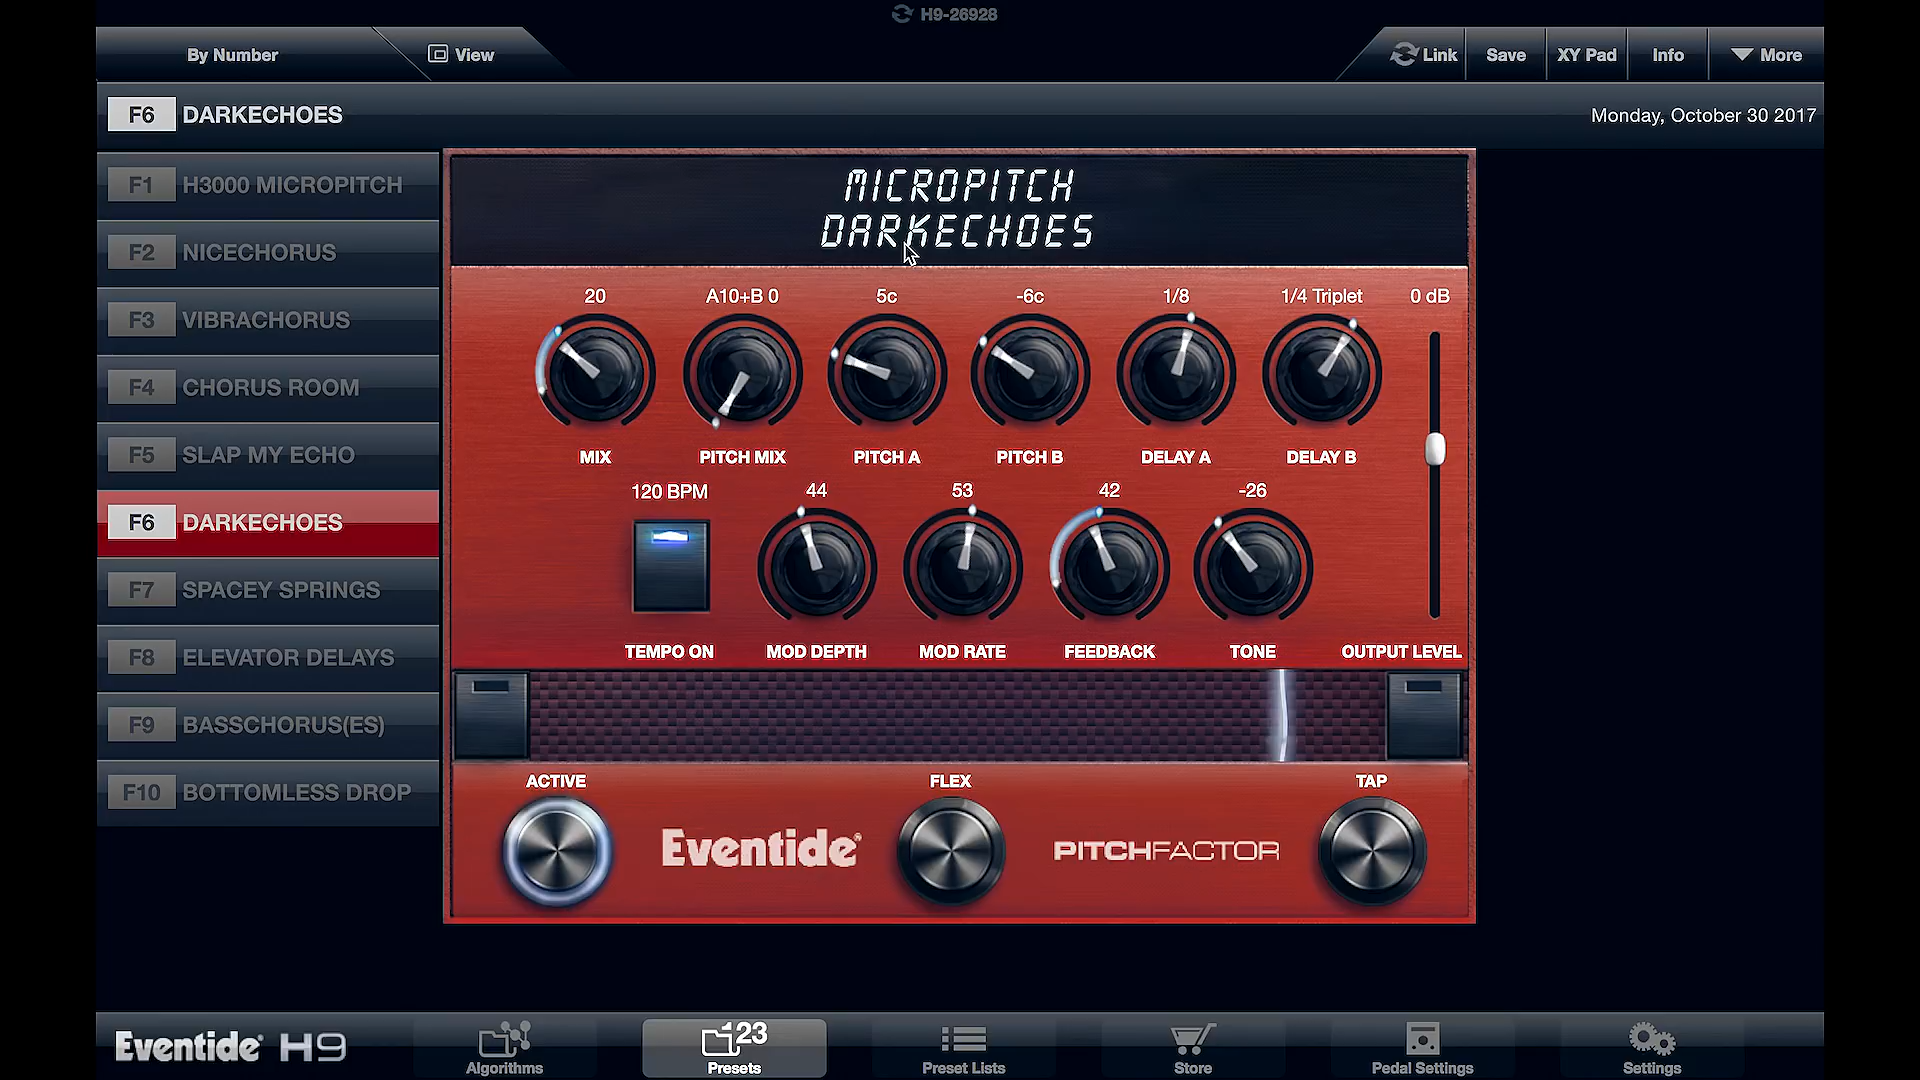 H9-26928
By Number
View
Link
Save
XY Pad
Info
More
F6 DARKECHOES
Monday, October 30 2017
F1 H3000 MICROPITCH
F2 NICECHORUS
F3 VIBRACHORUS
F4 CHORUS ROOM
F5 SLAP MY ECHO
F6 DARKECHOES
F7 SPACEY SPRINGS
F8 ELEVATOR DELAYS
F9 BASSCHORUS(ES)
F10 BOTTOMLESS DROP
MICROPITCH
DARKECHOES
20 A10+B 0 5c -6c 1/8 1/4 Triplet 0 dB
MIX PITCH MIX PITCH A PITCH B DELAY A DELAY B
120 BPM 44 53 42 -26
TEMPO ON MOD DEPTH MOD RATE FEEDBACK TONE OUTPUT LEVEL
ACTIVE FLEX TAP
Eventide PITCHFACTOR
Eventide H9
123
Algorithms Presets Preset Lists Store Pedal Settings Settings